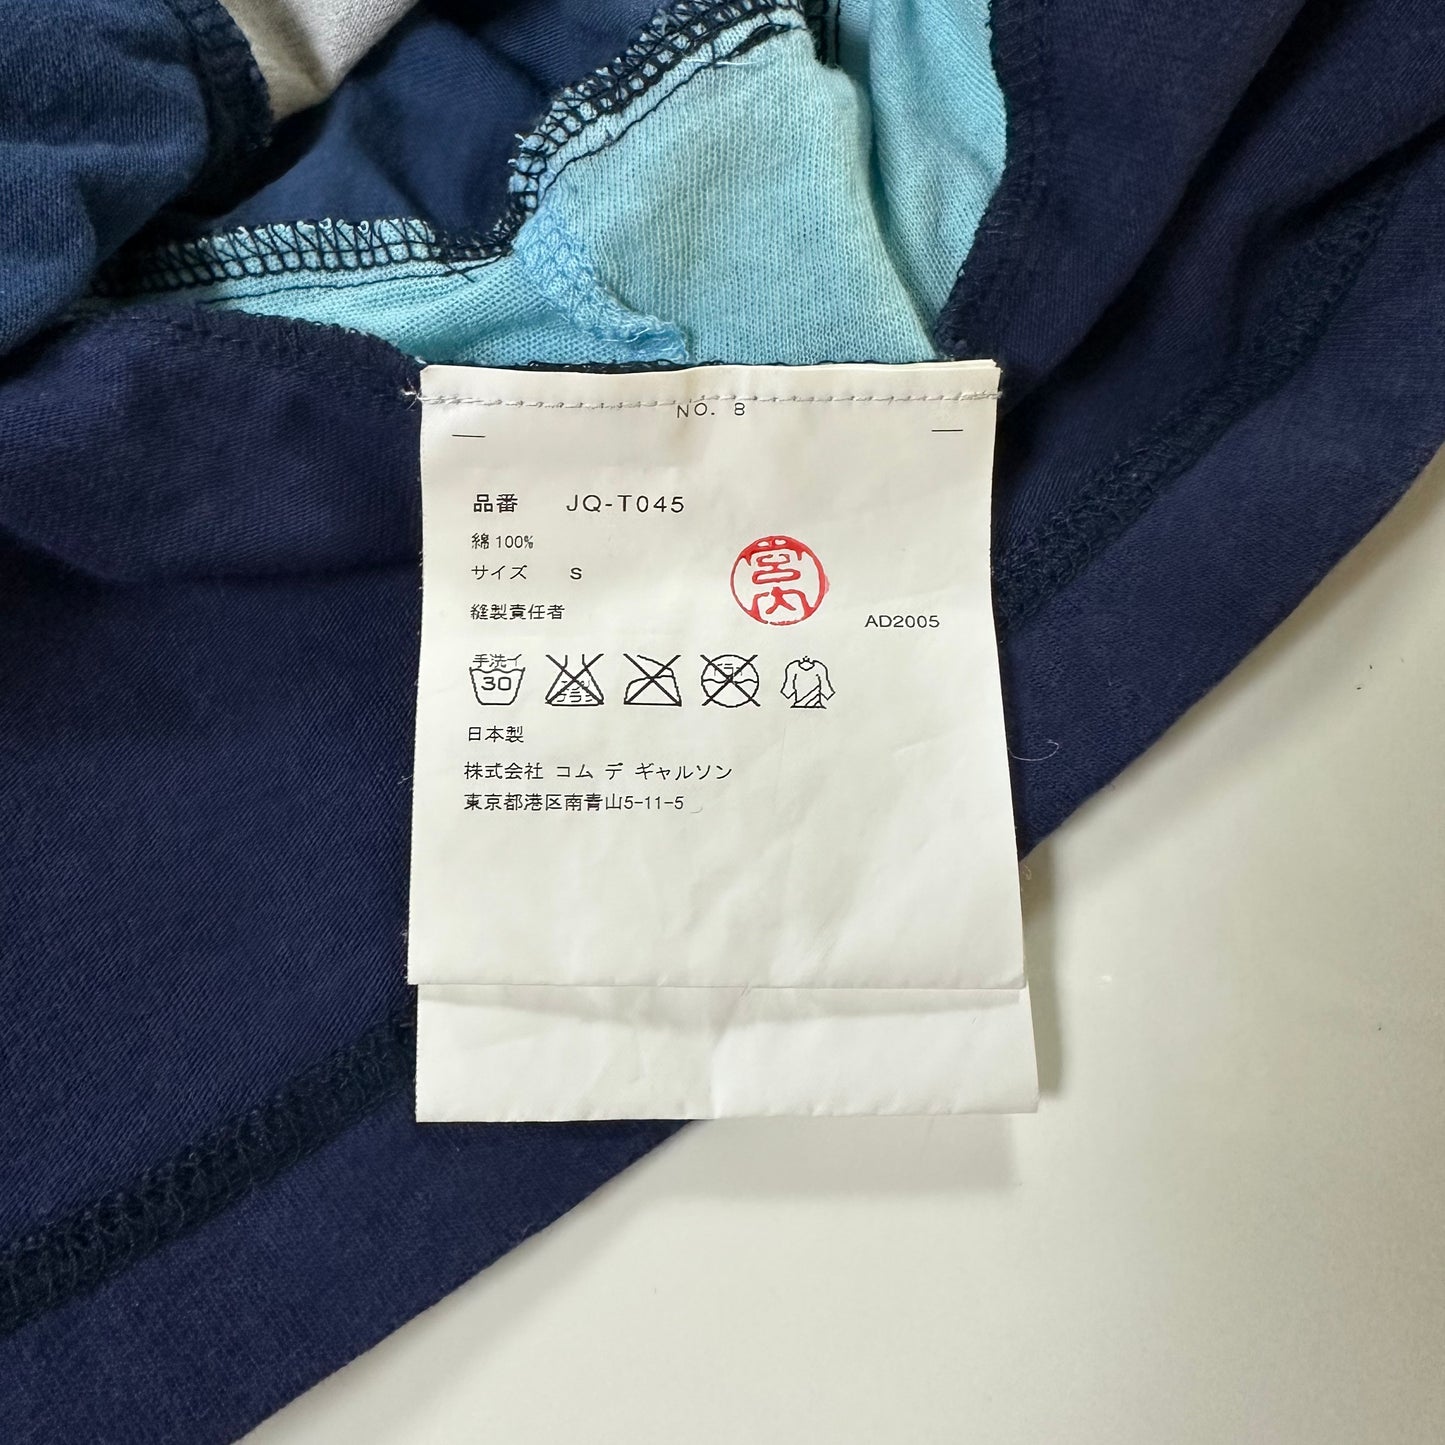 NO. 8
品番 JQ-T045
綿 100%
サイズ S
縫製責任者
宮内
AD2005
手洗イ
30
日本製
株式会社 コム デ ギャルソン
東京都港区南青山5-11-5